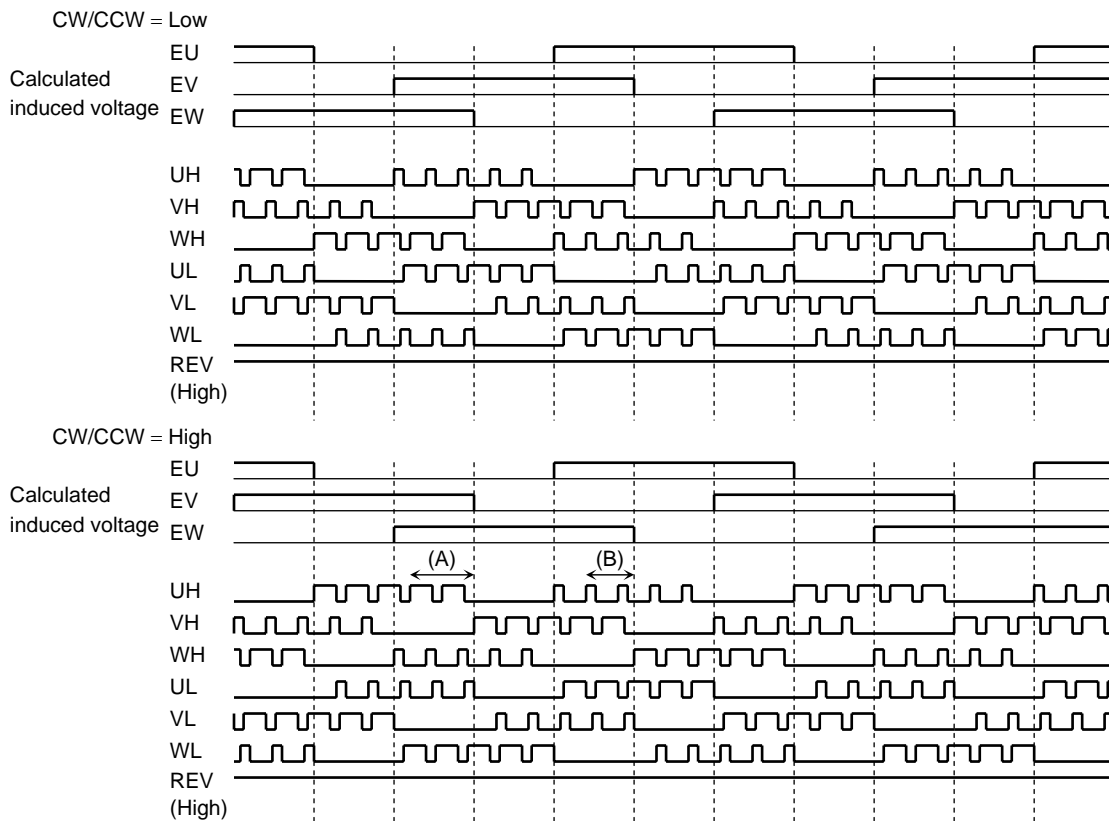 CW/CCW = Low
EU
Calculated
induced voltage
EV
EW
UH
VH
WH
UL
VL
WL
REV
(High)
CW/CCW = High
EU
Calculated
induced voltage
EV
EW
(A)
(B)
UH
VH
WH
UL
VL
WL
REV
(High)